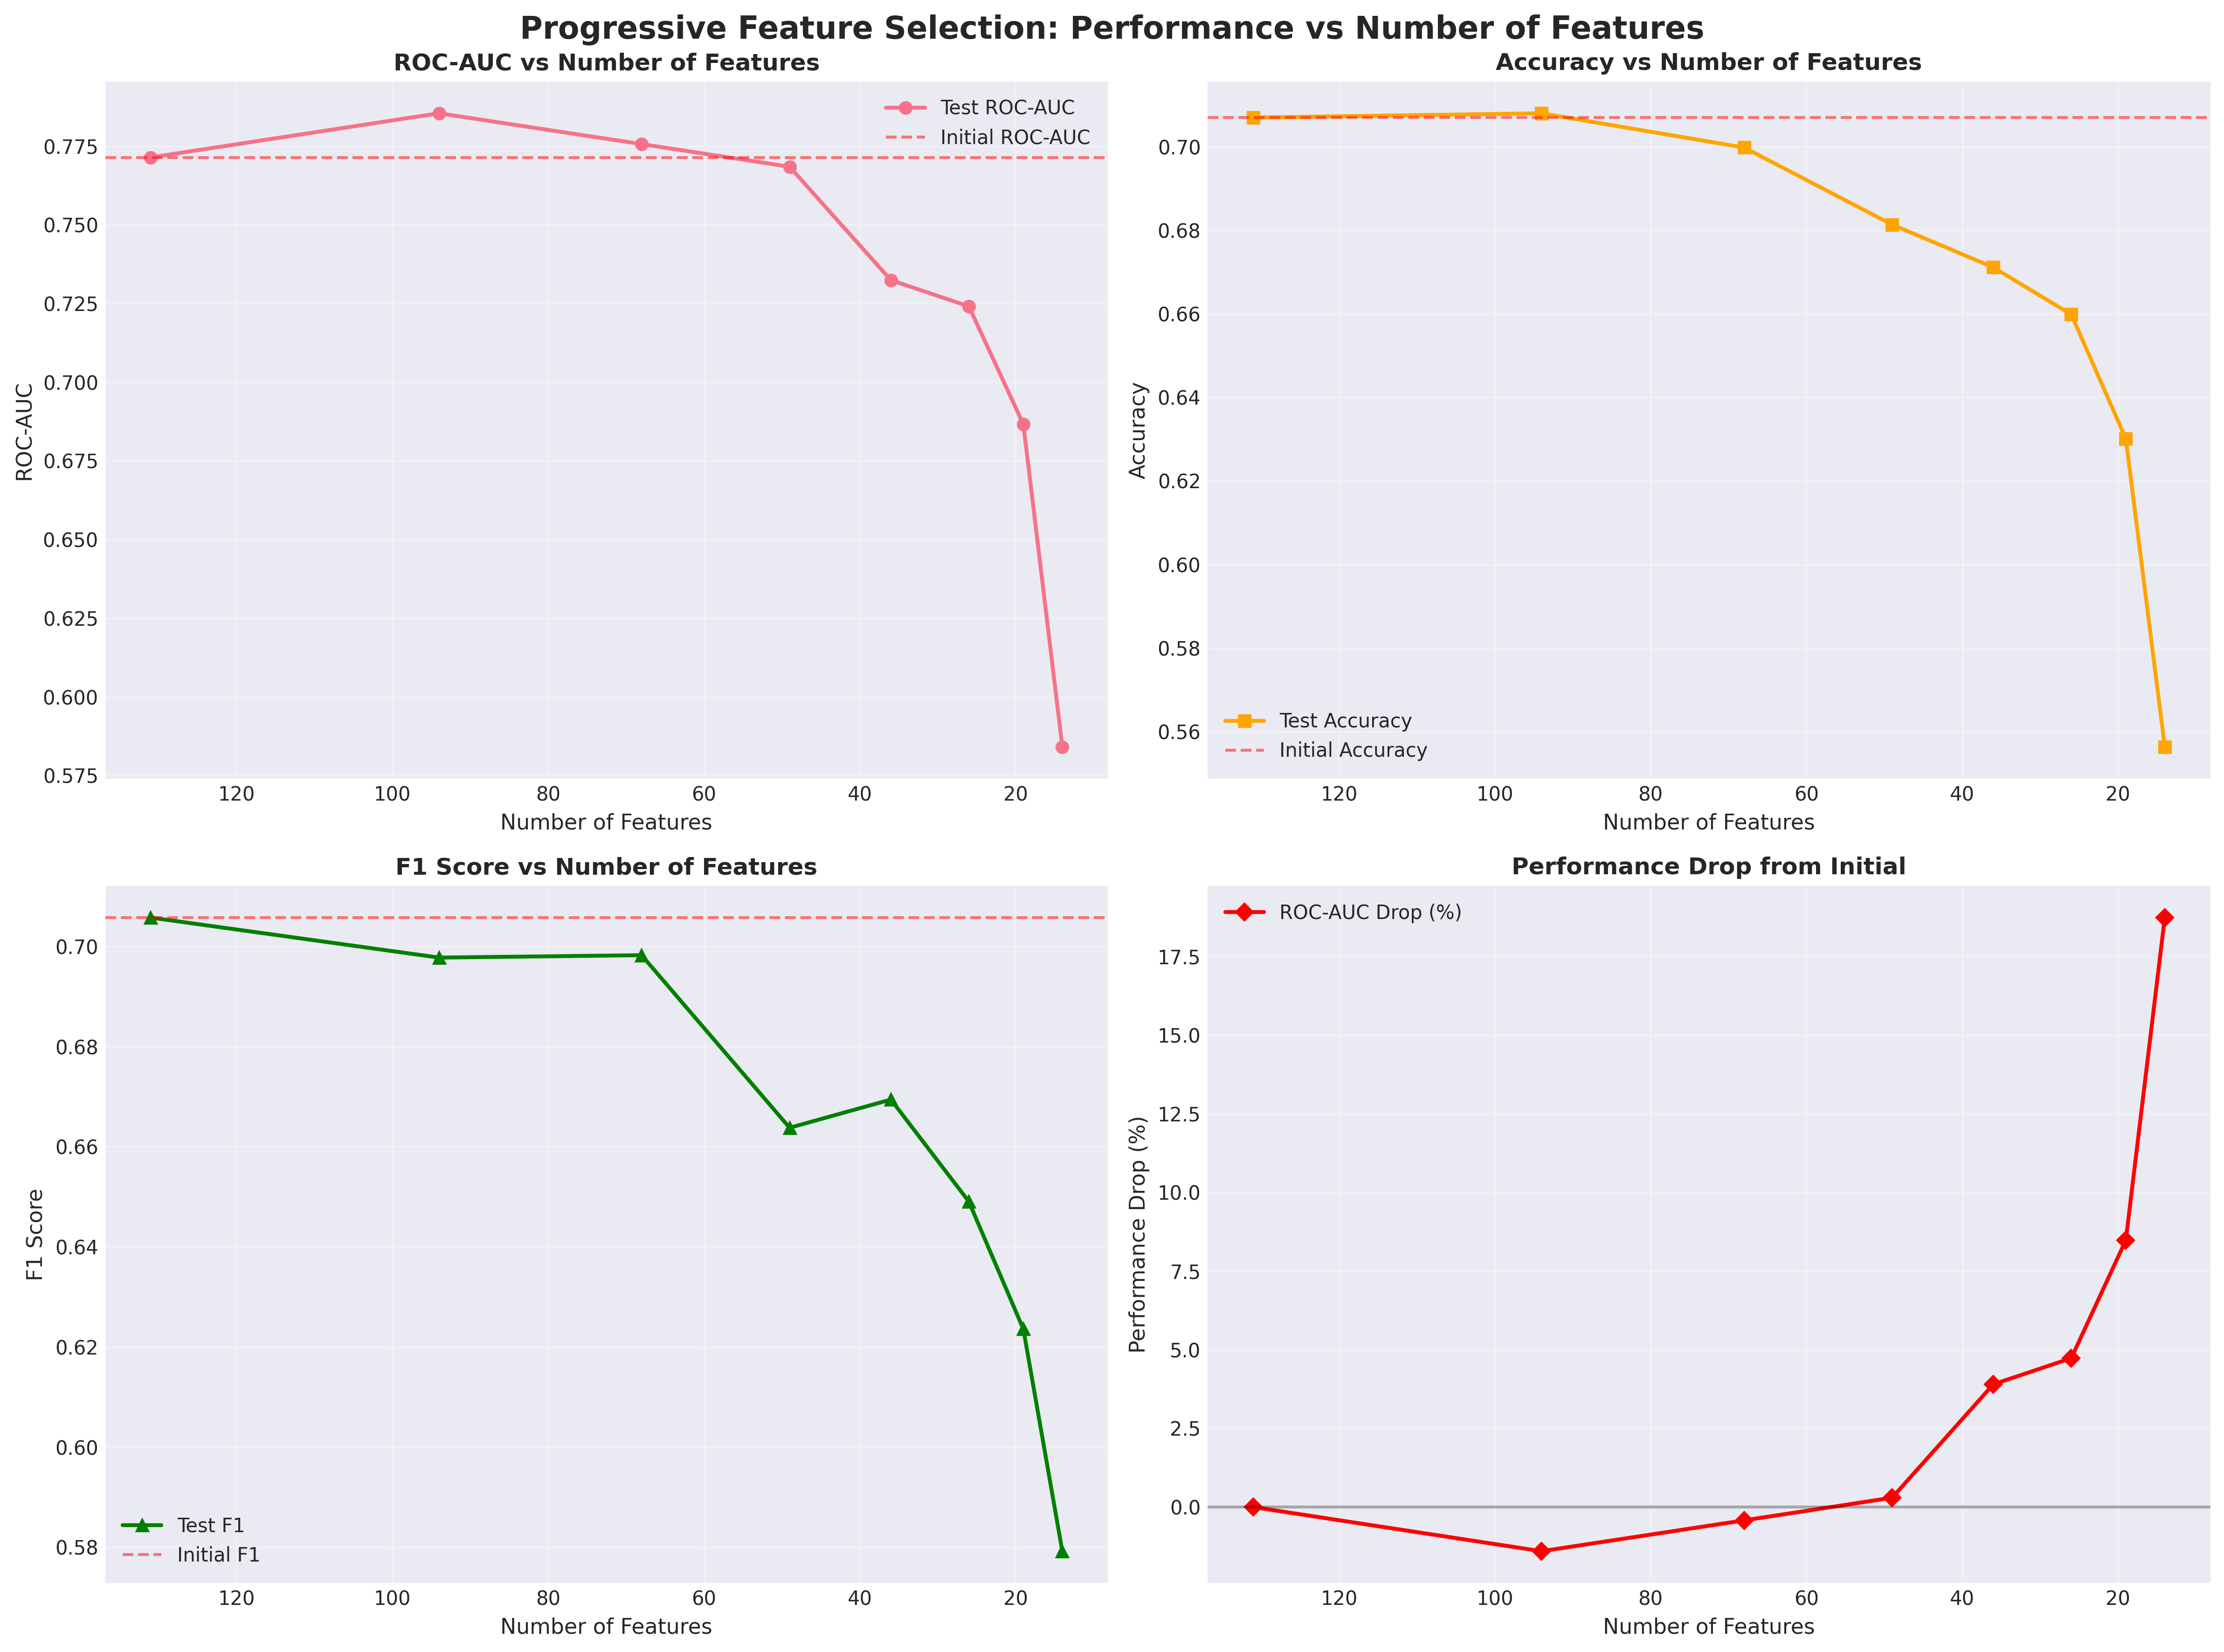 Progressive Feature Selection: Performance vs Number of Features
ROC-AUC vs Number of Features
Test ROC-AUC
Initial ROC-AUC
ROC-AUC
0.775
0.750
0.725
0.700
0.675
0.650
0.625
0.600
0.575
120 100 80 60 40 20
Number of Features
Accuracy vs Number of Features
Accuracy
0.70
0.68
0.66
0.64
0.62
0.60
0.58
0.56
Test Accuracy
Initial Accuracy
120 100 80 60 40 20
Number of Features
F1 Score vs Number of Features
F1 Score
0.70
0.68
0.66
0.64
0.62
0.60
0.58
Test F1
Initial F1
120 100 80 60 40 20
Number of Features
Performance Drop from Initial
ROC-AUC Drop (%)
Performance Drop (%)
17.5
15.0
12.5
10.0
7.5
5.0
2.5
0.0
120 100 80 60 40 20
Number of Features